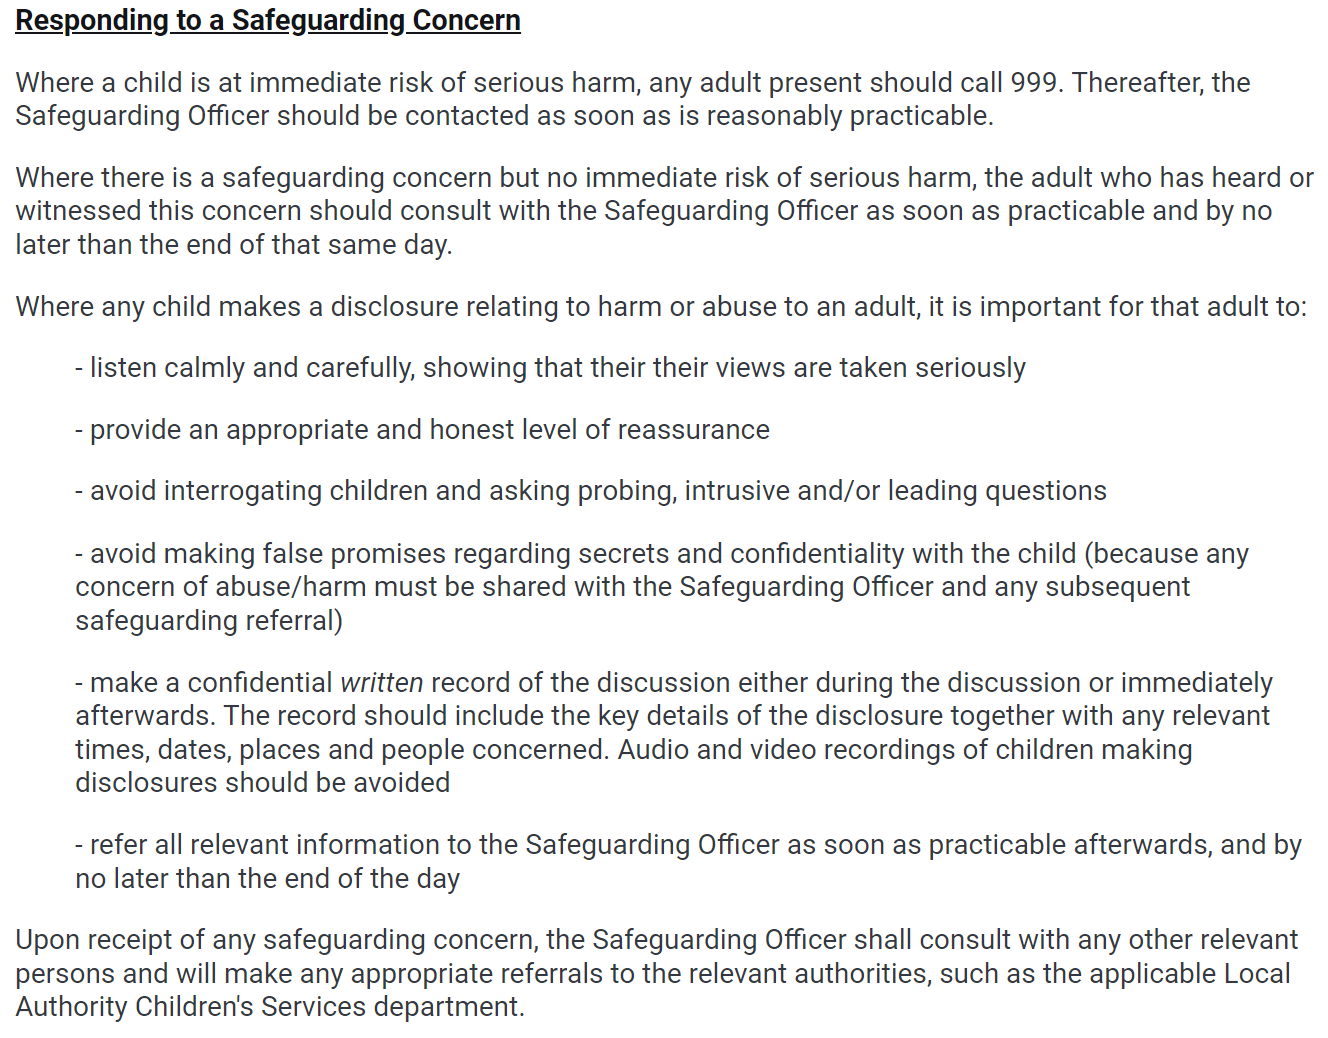 Responding to a Safeguarding Concern
Where a child is at immediate risk of serious harm, any adult present should call 999. Thereafter, the
Safeguarding Officer should be contacted as soon as is reasonably practicable.
Where there is a safeguarding concern but no immediate risk of serious harm, the adult who has heard or
witnessed this concern should consult with the Safeguarding Officer as soon as practicable and by no
later than the end of that same day.
Where any child makes a disclosure relating to harm or abuse to an adult, it is important for that adult to:
- listen calmly and carefully, showing that their their views are taken seriously
- provide an appropriate and honest level of reassurance
- avoid interrogating children and asking probing, intrusive and/or leading questions
- avoid making false promises regarding secrets and confidentiality with the child (because any
concern of abuse/harm must be shared with the Safeguarding Officer and any subsequent
safeguarding referral)
- make a confidential written record of the discussion either during the discussion or immediately
afterwards. The record should include the key details of the disclosure together with any relevant
times, dates, places and people concerned. Audio and video recordings of children making
disclosures should be avoided
- refer all relevant information to the Safeguarding Officer as soon as practicable afterwards, and by
no later than the end of the day
Upon receipt of any safeguarding concern, the Safeguarding Officer shall consult with any other relevant
persons and will make any appropriate referrals to the relevant authorities, such as the applicable Local
Authority Children's Services department.